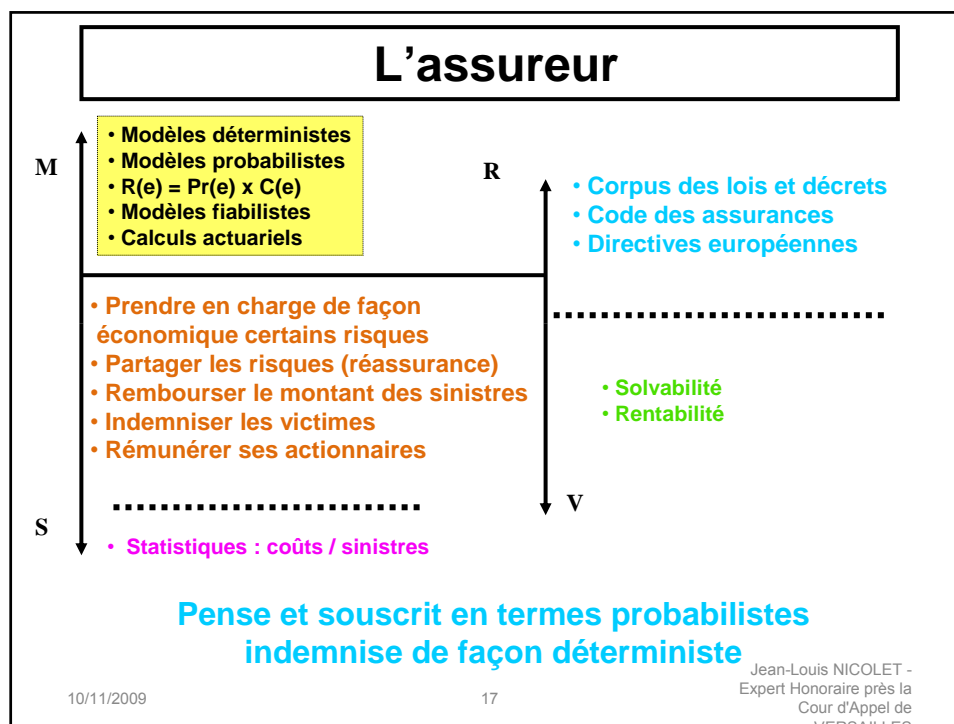 L'assureur
M
• Modèles déterministes
• Modèles probabilistes
• R(e) = Pr(e) x C(e)
• Modèles fiabilistes
• Calculs actuariels
R
• Corpus des lois et décrets
• Code des assurances
• Directives européennes
• Prendre en charge de façon
économique certains risques
• Partager les risques (réassurance)
• Rembourser le montant des sinistres
• Indemniser les victimes
• Rémunérer ses actionnaires
• Solvabilité
• Rentabilité
V
S
• Statistiques : coûts / sinistres
Pense et souscrit en termes probabilistes
indemnise de façon déterministe
10/11/2009
17
Jean-Louis NICOLET -
Expert Honoraire près la
Cour d'Appel de
VERSAILLES